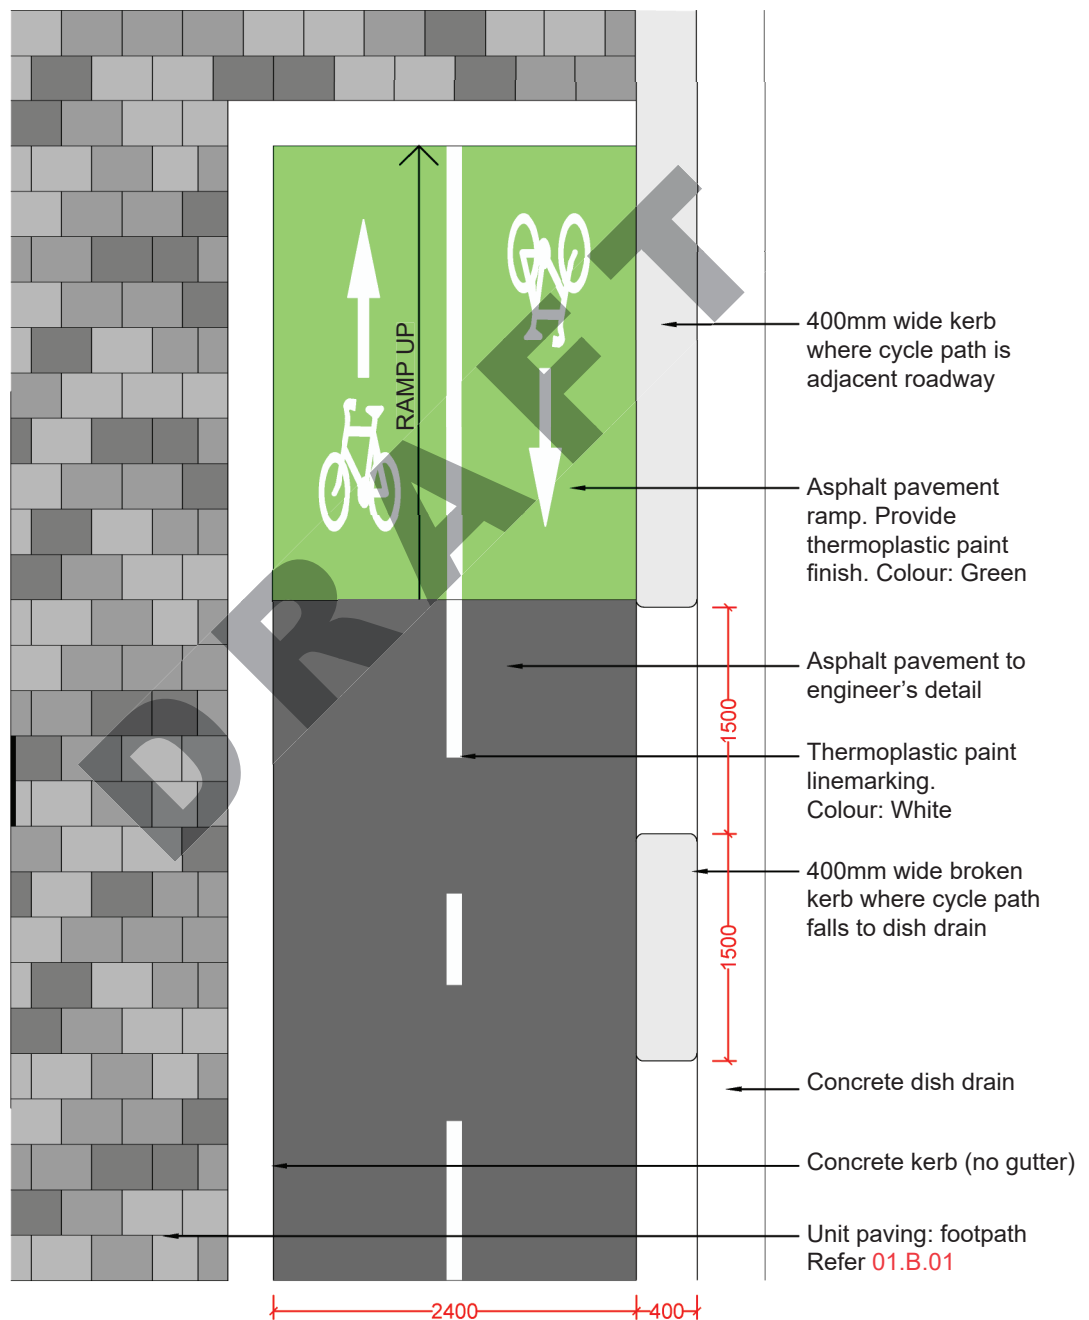 RAMP UP
DRAFT
400mm wide kerb
where cycle path is
adjacent roadway
Asphalt pavement
ramp. Provide
thermoplastic paint
finish. Colour: Green
Asphalt pavement to
engineer’s detail
1500
Thermoplastic paint
linemarking.
Colour: White
400mm wide broken
kerb where cycle path
falls to dish drain
1500
Concrete dish drain
Concrete kerb (no gutter)
Unit paving: footpath
Refer 01.B.01
2400 400